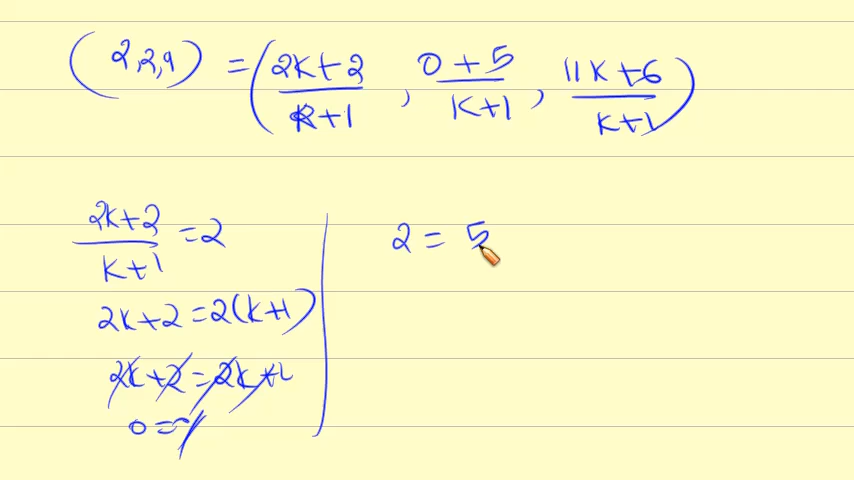 (2,2,9) = (2K+2/K+1, 0+5/K+1, 11K+6/K+1)
2K+2/K+1 = 2
2 = 5
2K+2 = 2(K+1)
2K+2 = 2K+2
0 =